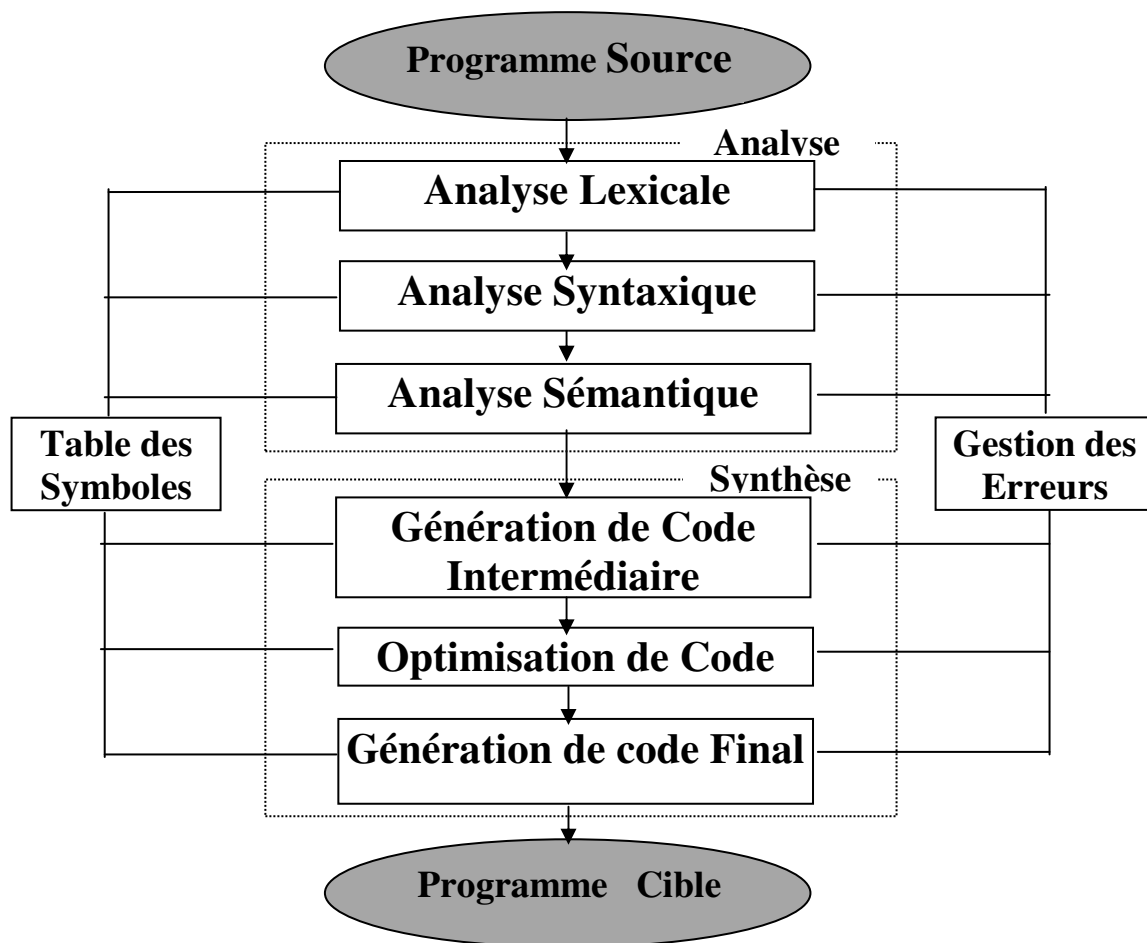 Programme Source
Analyse
Analyse Lexicale
Analyse Syntaxique
Analyse Sémantique
Table des
Symboles
Gestion des
Erreurs
Synthèse
Génération de Code
Intermédiaire
Optimisation de Code
Génération de code Final
Programme Cible